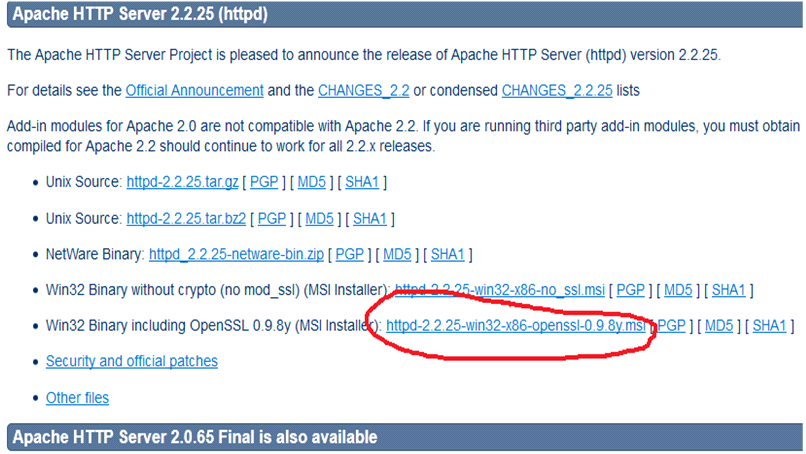 Apache HTTP Server 2.2.25 (httpd)
The Apache HTTP Server Project is pleased to announce the release of Apache HTTP Server (httpd) version 2.2.25.
For details see the Official Announcement and the CHANGES_2.2 or condensed CHANGES_2.2.25 lists
Add-in modules for Apache 2.0 are not compatible with Apache 2.2. If you are running third party add-in modules, you must obtain
compiled for Apache 2.2 should continue to work for all 2.2.x releases.
• Unix Source: httpd-2.2.25.tar.gz [ PGP ] [ MD5 ] [ SHA1 ]
• Unix Source: httpd-2.2.25.tar.bz2 [ PGP ] [ MD5 ] [ SHA1 ]
• NetWare Binary: httpd_2.2.25-netware-bin.zip [ PGP ] [ MD5 ] [ SHA1 ]
• Win32 Binary without crypto (no mod_ssl) (MSI Installer): httpd-2.2.25-win32-x86-no_ssl.msi [ PGP ] [ MD5 ] [ SHA1 ]
• Win32 Binary including OpenSSL 0.9.8y (MSI Installer): httpd-2.2.25-win32-x86-openssl-0.9.8y.msi [ PGP ] [ MD5 ] [ SHA1 ]
• Security and official patches
• Other files
Apache HTTP Server 2.0.65 Final is also available